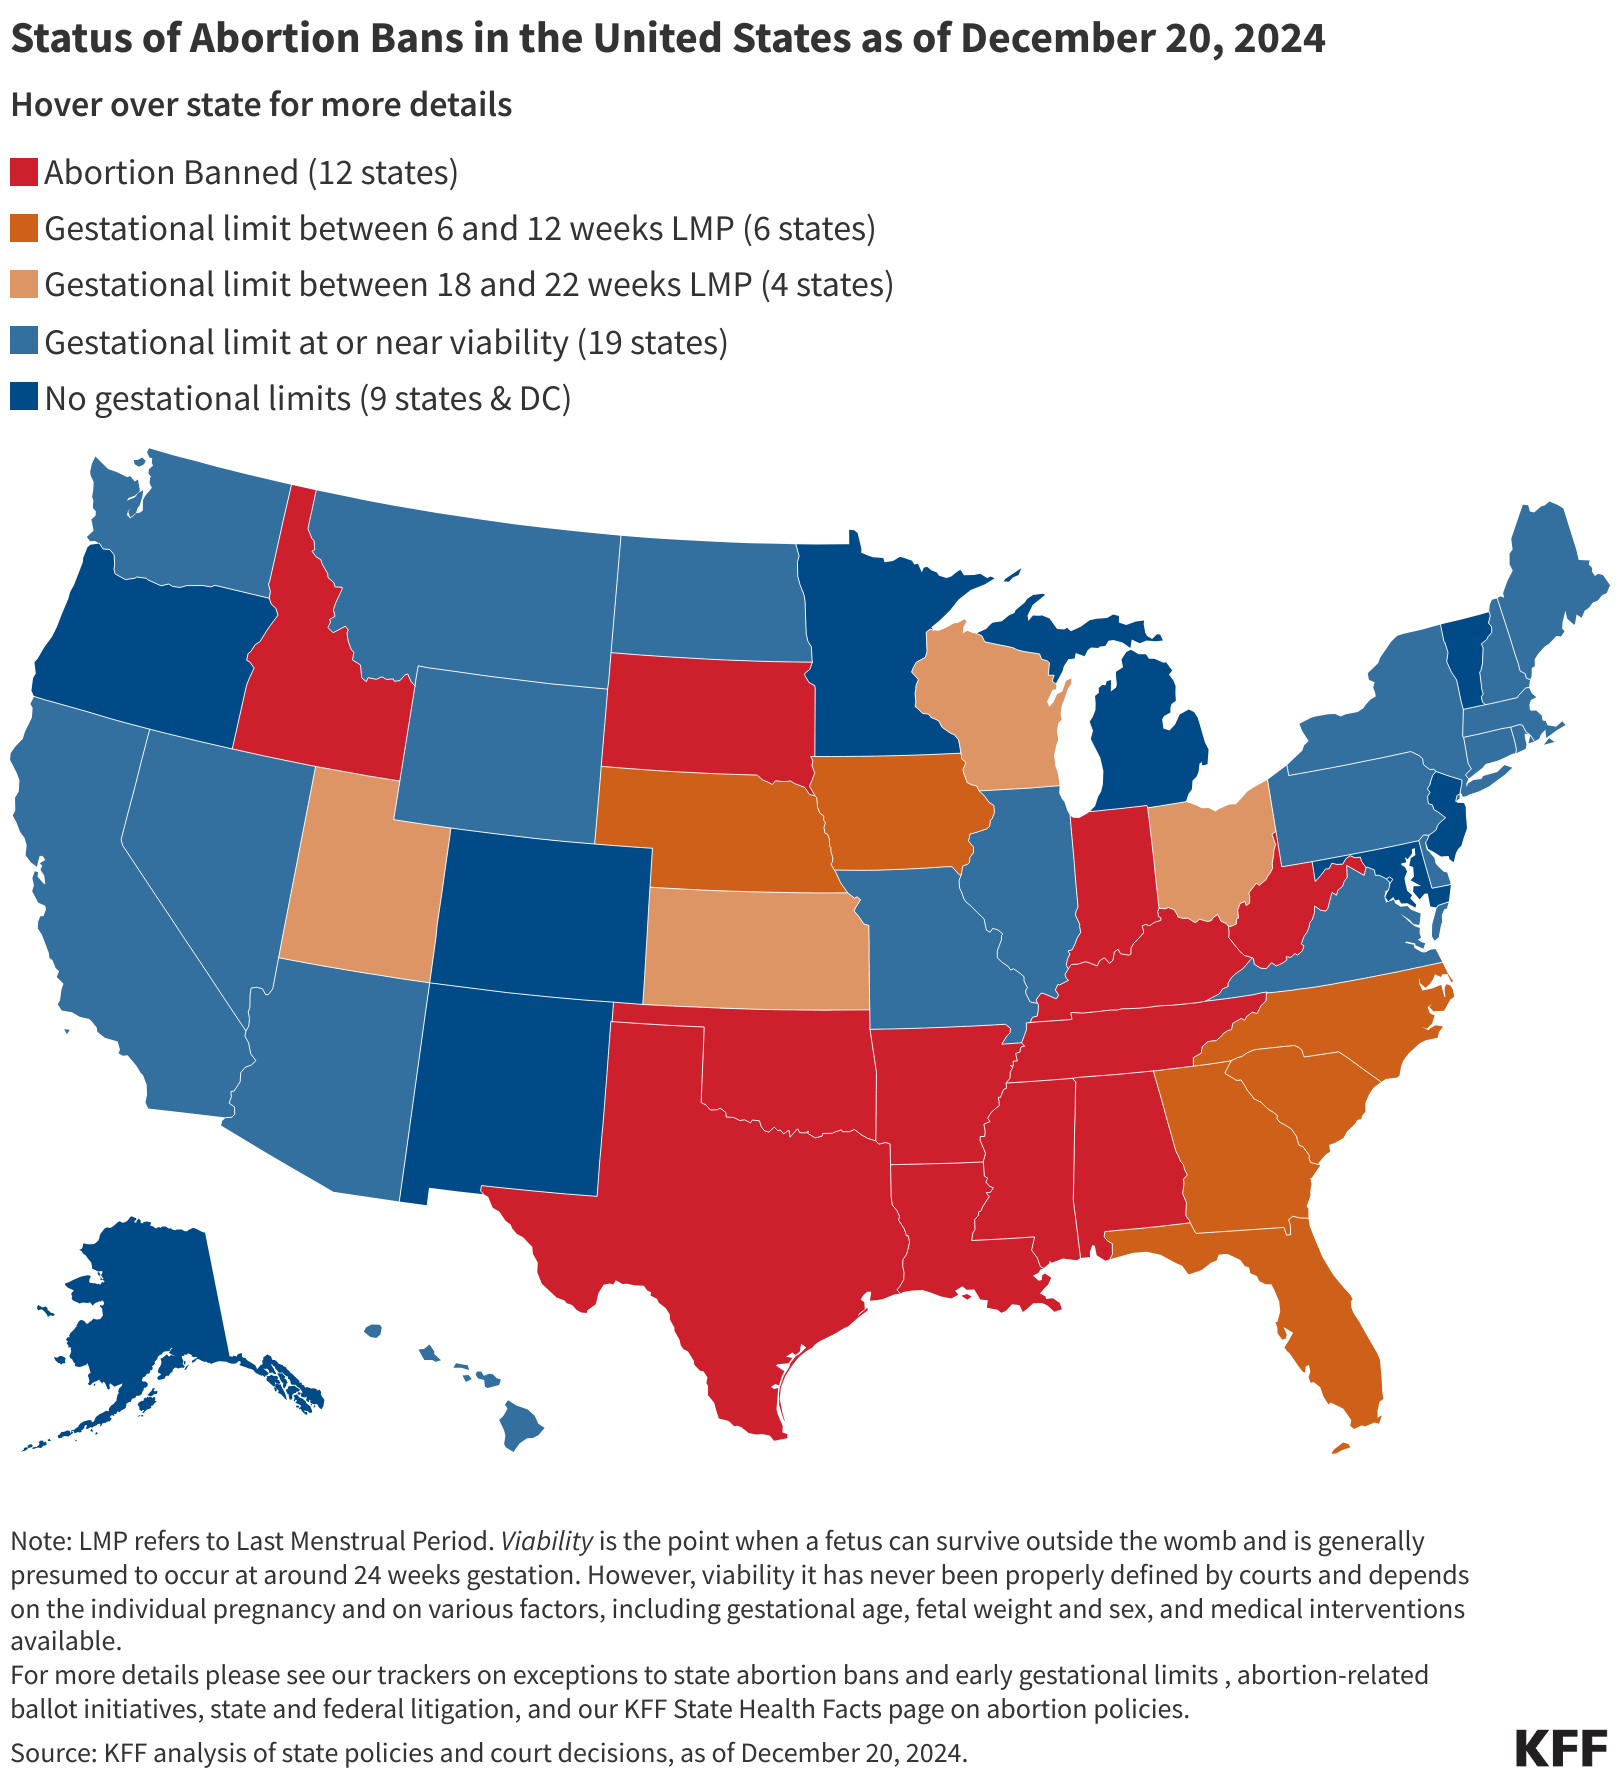 Status of Abortion Bans in the United States as of December 20, 2024
Hover over state for more details
Abortion Banned (12 states)
Gestational limit between 6 and 12 weeks LMP (6 states)
Gestational limit between 18 and 22 weeks LMP (4 states)
Gestational limit at or near viability (19 states)
No gestational limits (9 states & DC)
Note: LMP refers to Last Menstrual Period. Viability is the point when a fetus can survive outside the womb and is generally
presumed to occur at around 24 weeks gestation. However, viability it has never been properly defined by courts and depends
on the individual pregnancy and on various factors, including gestational age, fetal weight and sex, and medical interventions
available.
For more details please see our trackers on exceptions to state abortion bans and early gestational limits , abortion-related
ballot initiatives, state and federal litigation, and our KFF State Health Facts page on abortion policies.
Source: KFF analysis of state policies and court decisions, as of December 20, 2024.
KFF